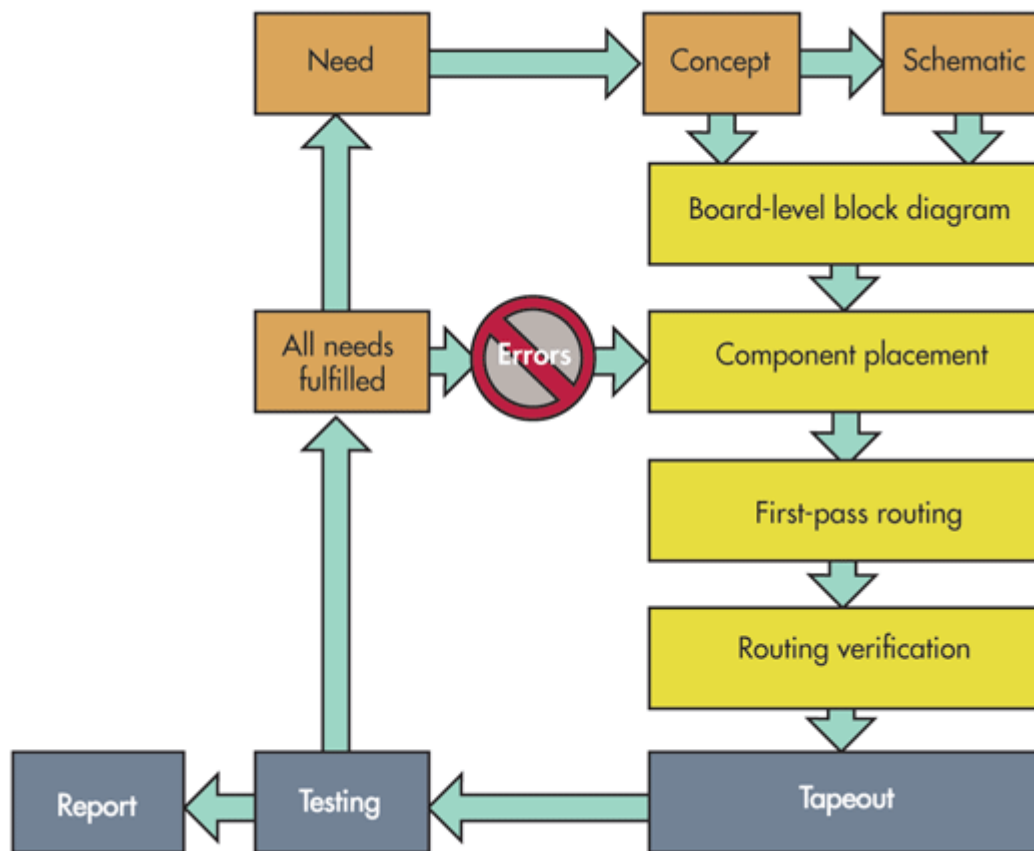 Need
Concept
Schematic
Board-level block diagram
All needs
fulfilled
Errors
Component placement
First-pass routing
Routing verification
Report
Testing
Tapeout